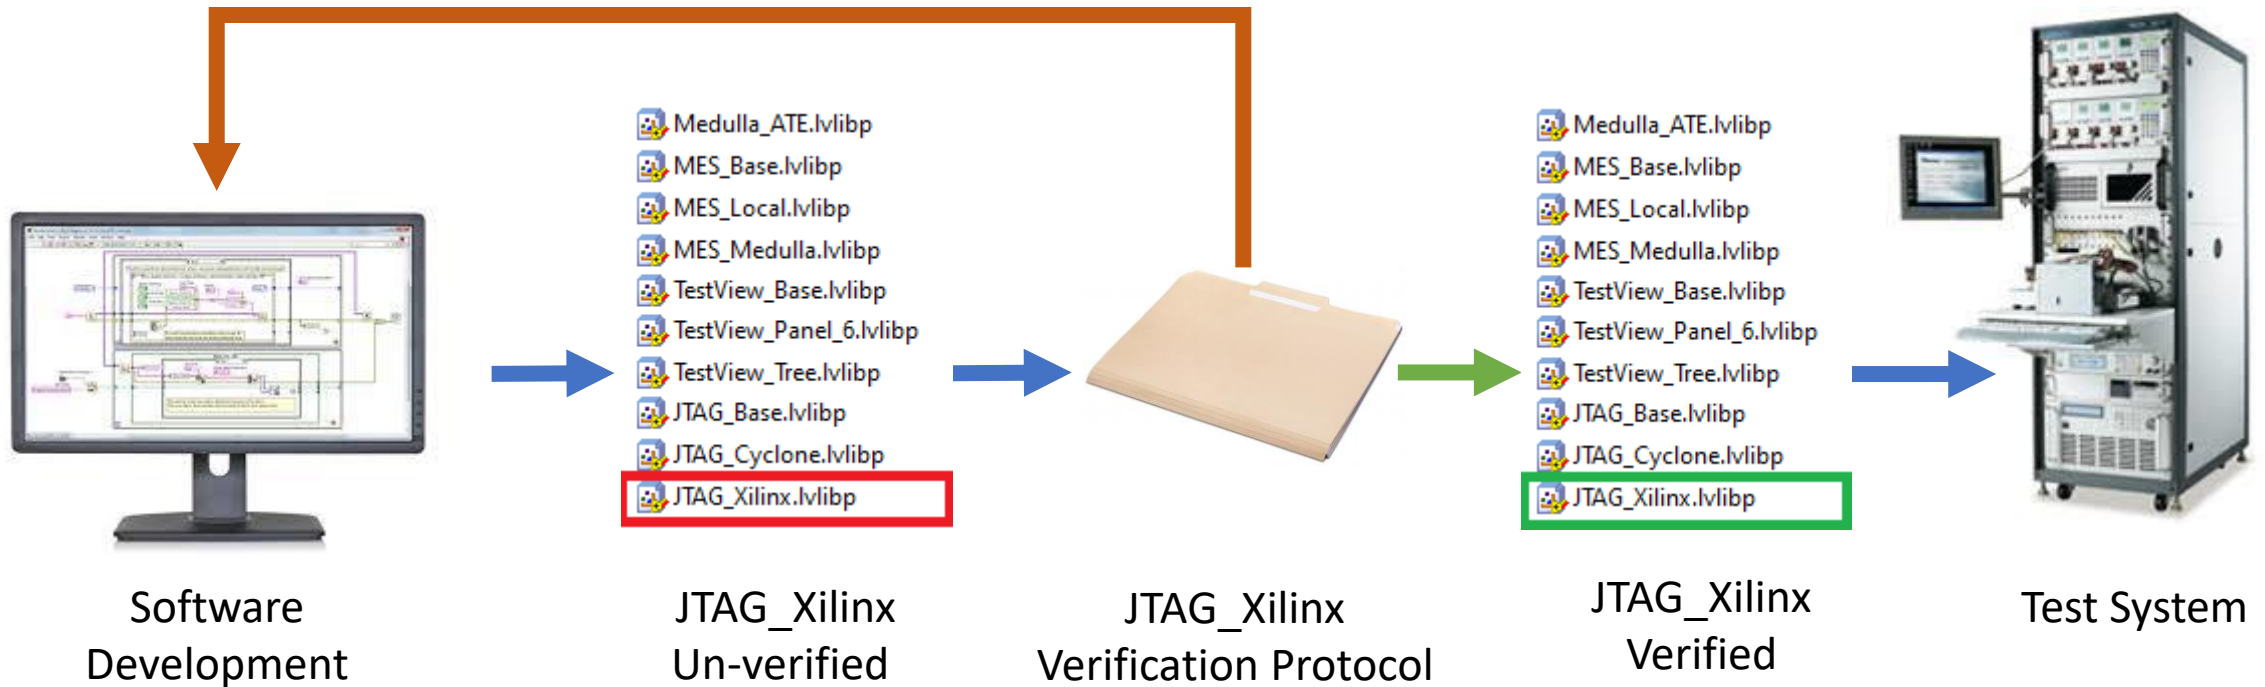 Medulla_ATE.lvlibp
MES_Base.lvlibp
MES_Local.lvlibp
MES_Medulla.lvlibp
TestView_Base.lvlibp
TestView_Panel_6.lvlibp
TestView_Tree.lvlibp
JTAG_Base.lvlibp
JTAG_Cyclone.lvlibp
JTAG_Xilinx.lvlibp
Medulla_ATE.lvlibp
MES_Base.lvlibp
MES_Local.lvlibp
MES_Medulla.lvlibp
TestView_Base.lvlibp
TestView_Panel_6.lvlibp
TestView_Tree.lvlibp
JTAG_Base.lvlibp
JTAG_Cyclone.lvlibp
JTAG_Xilinx.lvlibp
Software
Development
JTAG_Xilinx
Un-verified
JTAG_Xilinx
Verification Protocol
JTAG_Xilinx
Verified
Test System